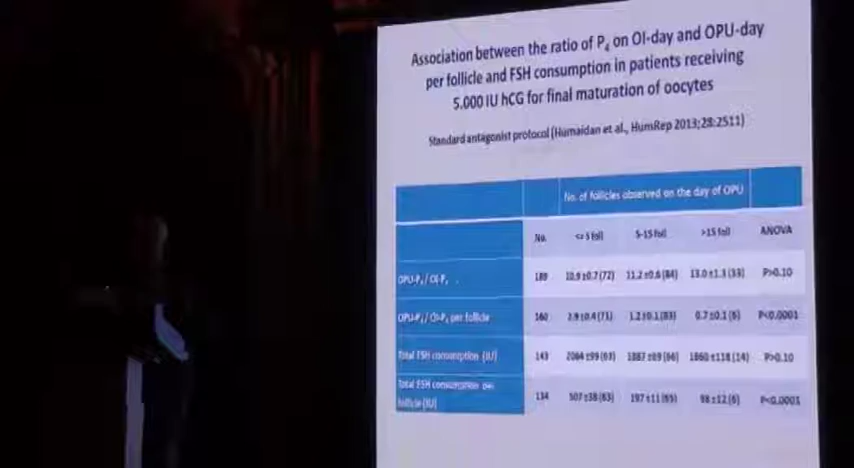 Association between the ratio of P₄ on OI-day and OPU-day
per follicle and FSH consumption in patients receiving
5.000 IU hCG for final maturation of oocytes
Standard antagonist protocol (Humaidan et al., HumRep 2013;28:2511)
No. of follicles observed on the day of OPU
No. <= 5 foll 5-15 foll >15 foll ANOVA
OPU-P₄ / OI-P₄ 189 10.9±0.7 (72) 11.2±0.6 (84) 13.0±1.3 (33) P>0.10
OPU-P₄ / OI-P₄ per follicle 160 2.9±0.4 (71) 1.2±0.1 (83) 0.7±0.1 (6) P<0.0001
Total FSH consumption (IU) 143 2064 ±99 (63) 1887 ±69 (66) 1860 ±118 (14) P>0.10
Total FSH consumption per
follicle (IU) 134 507 ±38 (63) 197 ±11 (65) 98 ±12 (6) P<0.0001